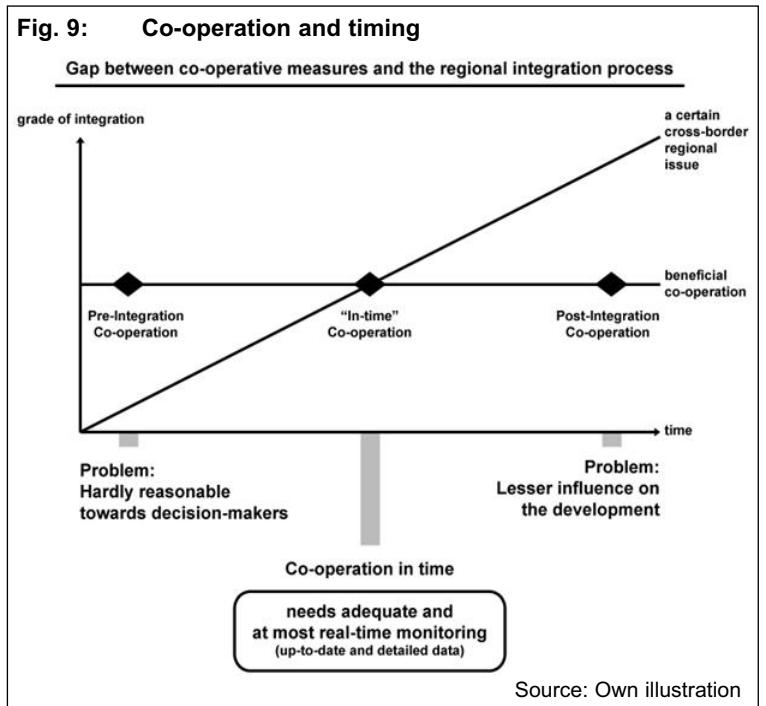 Fig. 9: Co-operation and timing
Gap between co-operative measures and the regional integration process
grade of integration
a certain
cross-border
regional
issue
beneficial
co-operation
Pre-Integration
Co-operation
“In-time”
Co-operation
Post-Integration
Co-operation
time
Problem:
Hardly reasonable
towards decision-makers
Problem:
Lesser influence on
the development
Co-operation in time
needs adequate and
at most real-time monitoring
(up-to-date and detailed data)
Source: Own illustration